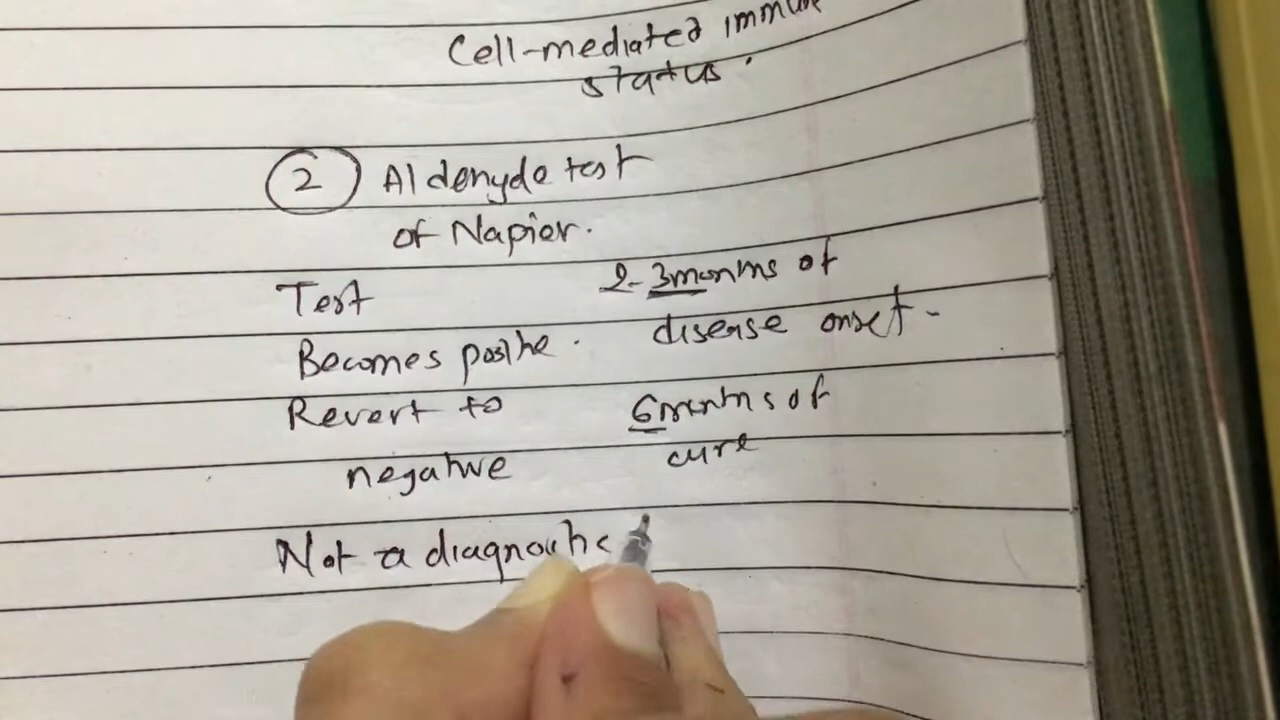 Cell-mediated immune
status.
2 Aldehyde test
of Napier.
Test 2-3months of
Becomes positive. disease onset-
Revert to 6months of
negative cure
Not a diagnostic